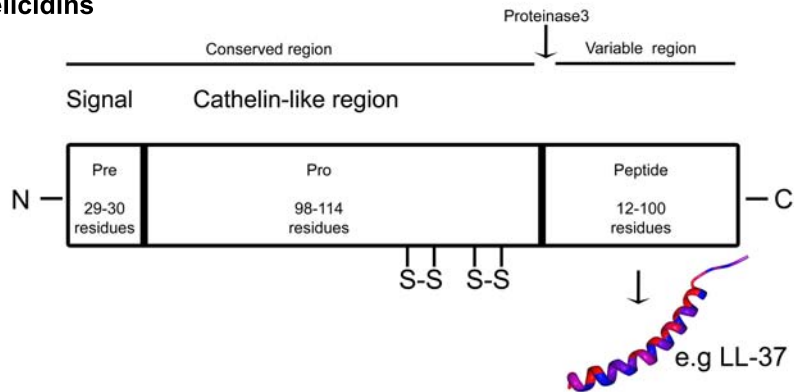 Proteinase3
Conserved region
Variable region
Signal
Cathelin-like region
N
Pre
29-30
residues
Pro
98-114
residues
Peptide
12-100
residues
C
S-S
S-S
e.g LL-37